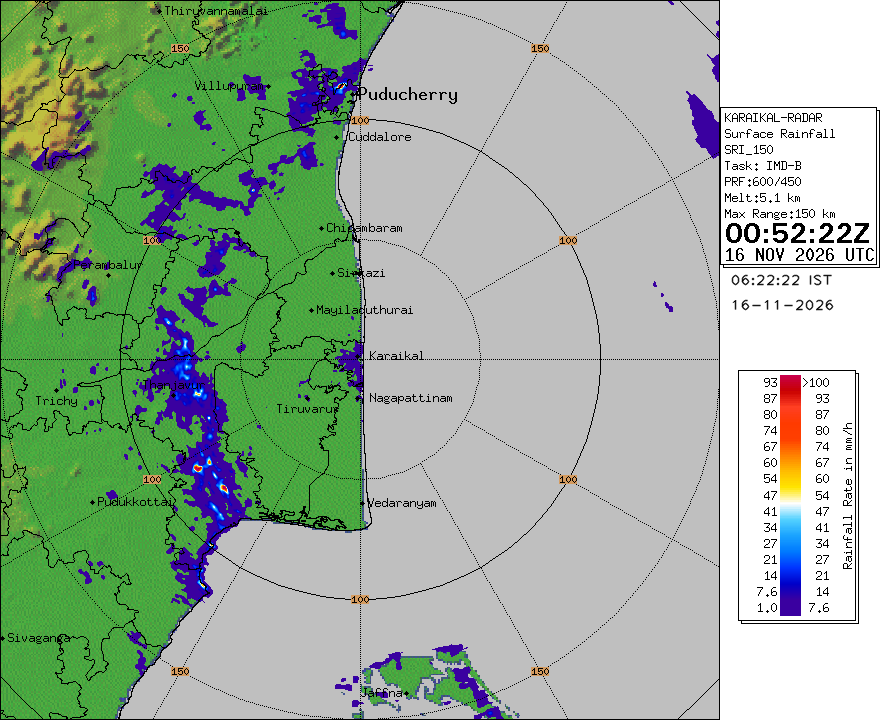 Thiruvannamalai
150
150
Villupuram
Puducherry
100
Cuddalore
Chidambaram
100
100
Perambalur
Sirkazi
Mayiladuthurai
Karaikal
Thanjavur
Trichy
Tiruvarur
Nagapattinam
100
100
Pudukkottai
Vedaranyam
100
Sivaganga
150
150
Jaffna
KARAIKAL-RADAR
Surface Rainfall
SRI_150
Task: IMD-B
PRF:600/450
Melt:5.1 km
Max Range:150 km
00:52:22Z
16 NOV 2026 UTC
06:22:22 IST
16-11-2026
93 >100
87 93
80 87
74 80
67 74
60 67
54 60
47 54
41 47
34 41
27 34
21 27
14 21
7.6 14
1.0 7.6
Rainfall Rate in mm/h